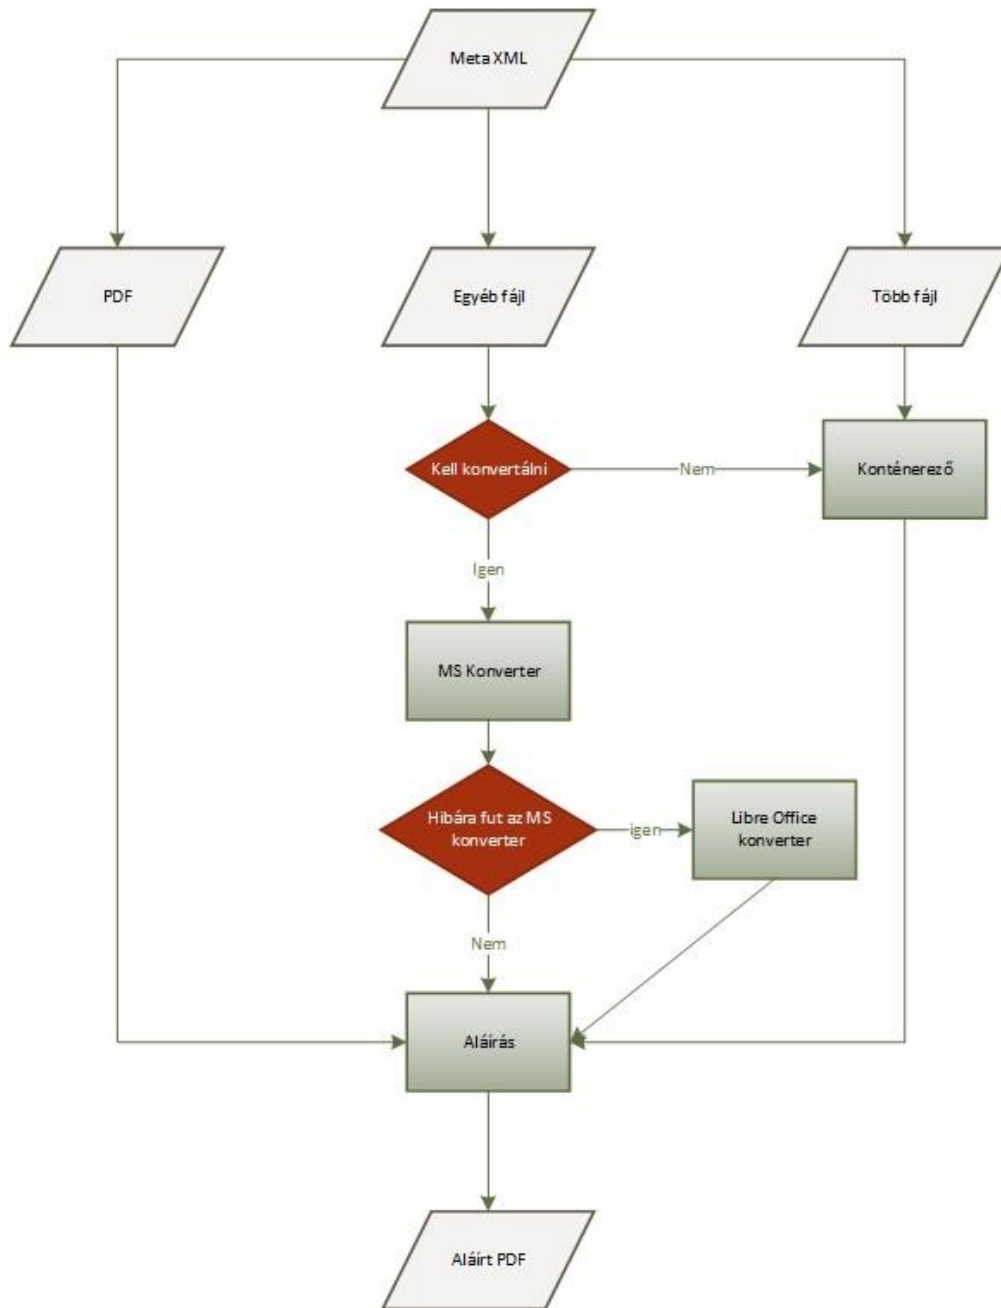 Meta XML
PDF
Egyéb fájl
Több fájl
Kell konvertálni
Nem
Konténerező
Igen
MS Konverter
Hibára fut az MS
konverter
igen
Libre Office
konverter
Nem
Aláírás
Aláírt PDF